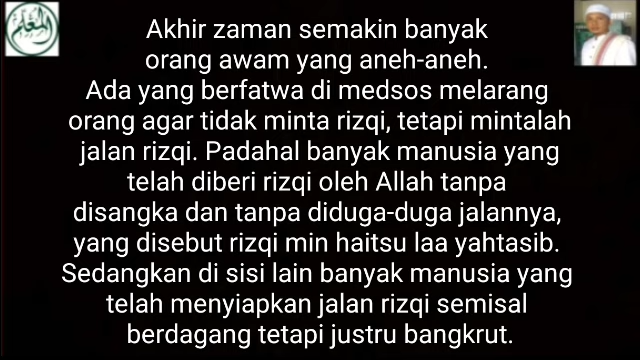 Akhir zaman semakin banyak
orang awam yang aneh-aneh.
Ada yang berfatwa di medsos melarang
orang agar tidak minta rizqi, tetapi mintalah
jalan rizqi. Padahal banyak manusia yang
telah diberi rizqi oleh Allah tanpa
disangka dan tanpa diduga-duga jalannya,
yang disebut rizqi min haitsu laa yahtasib.
Sedangkan di sisi lain banyak manusia yang
telah menyiapkan jalan rizqi semisal
berdagang tetapi justru bangkrut.